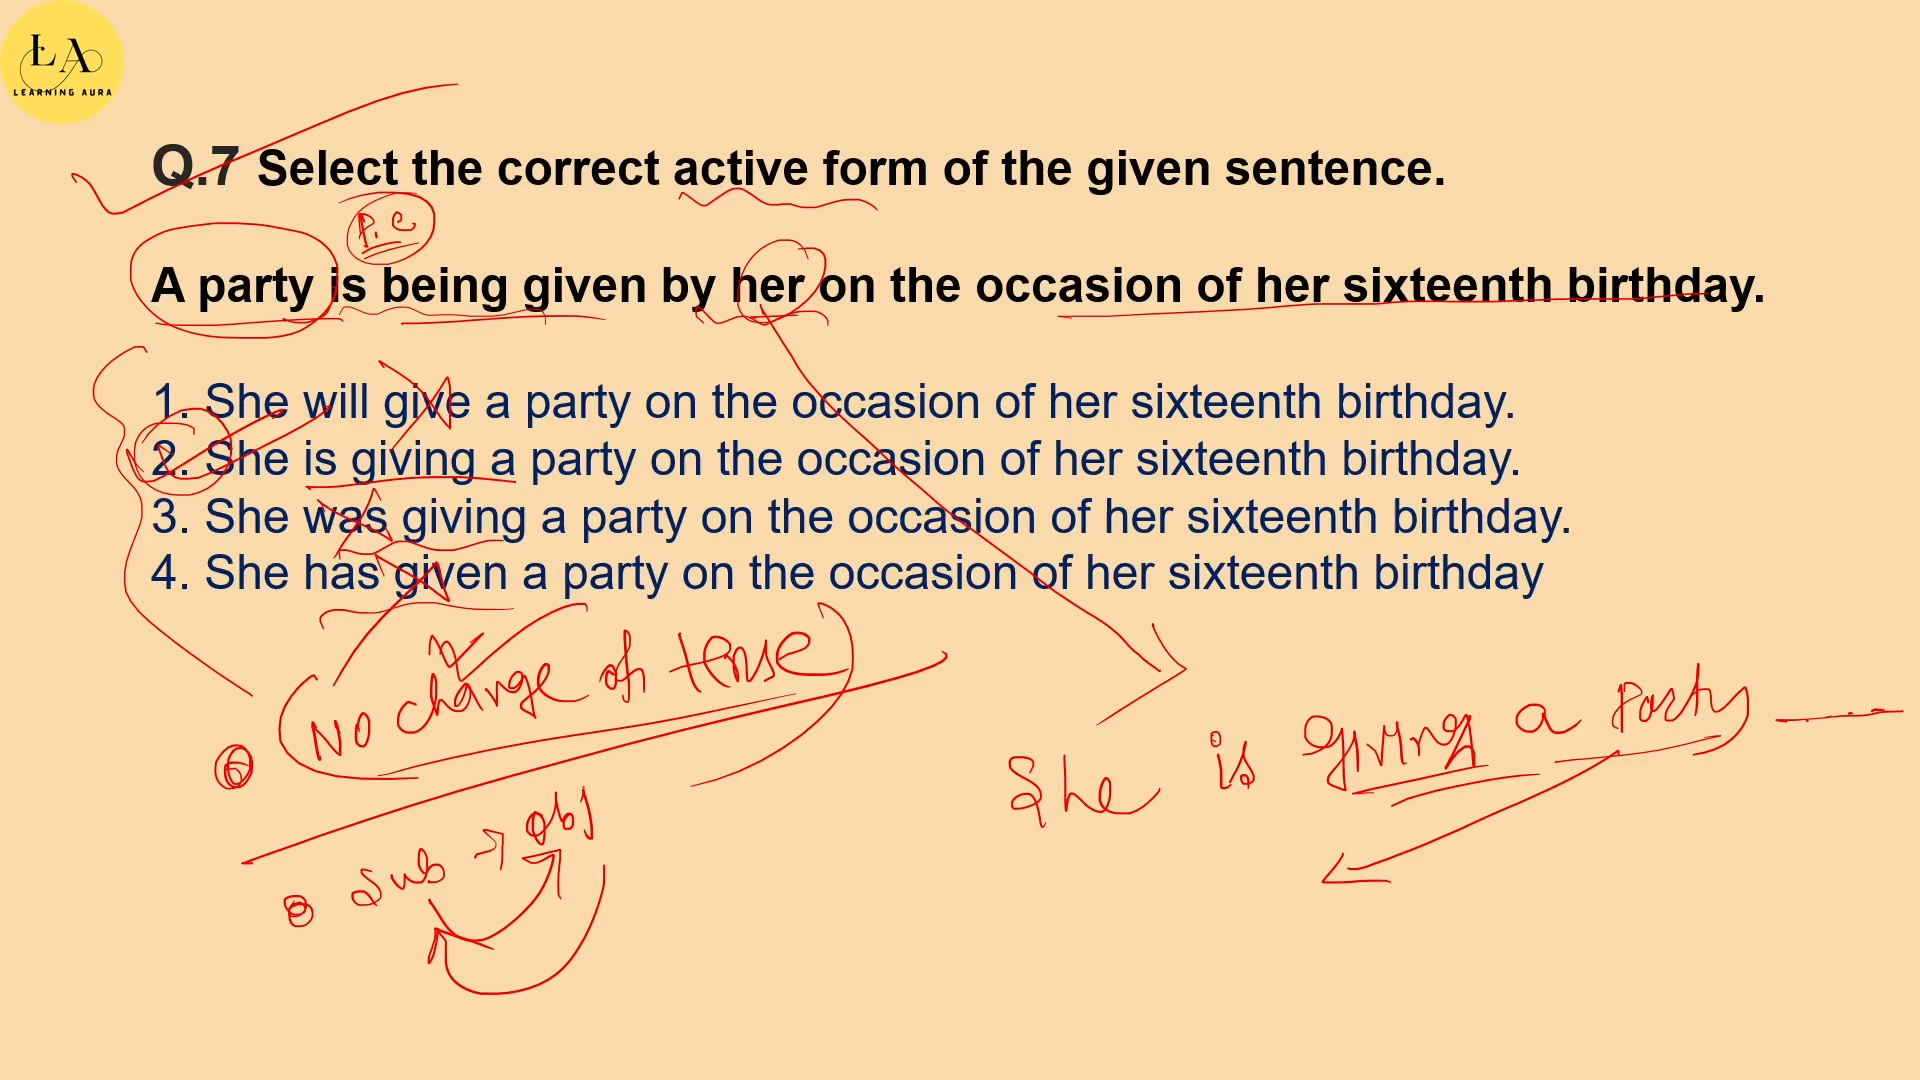 LA
LEARNING AURA
Q.7 Select the correct active form of the given sentence.
P.C
A party is being given by her on the occasion of her sixteenth birthday.
1. She will give a party on the occasion of her sixteenth birthday.
2. She is giving a party on the occasion of her sixteenth birthday.
3. She was giving a party on the occasion of her sixteenth birthday.
4. She has given a party on the occasion of her sixteenth birthday
No change of tense
She is giving a Party
Sub → obj